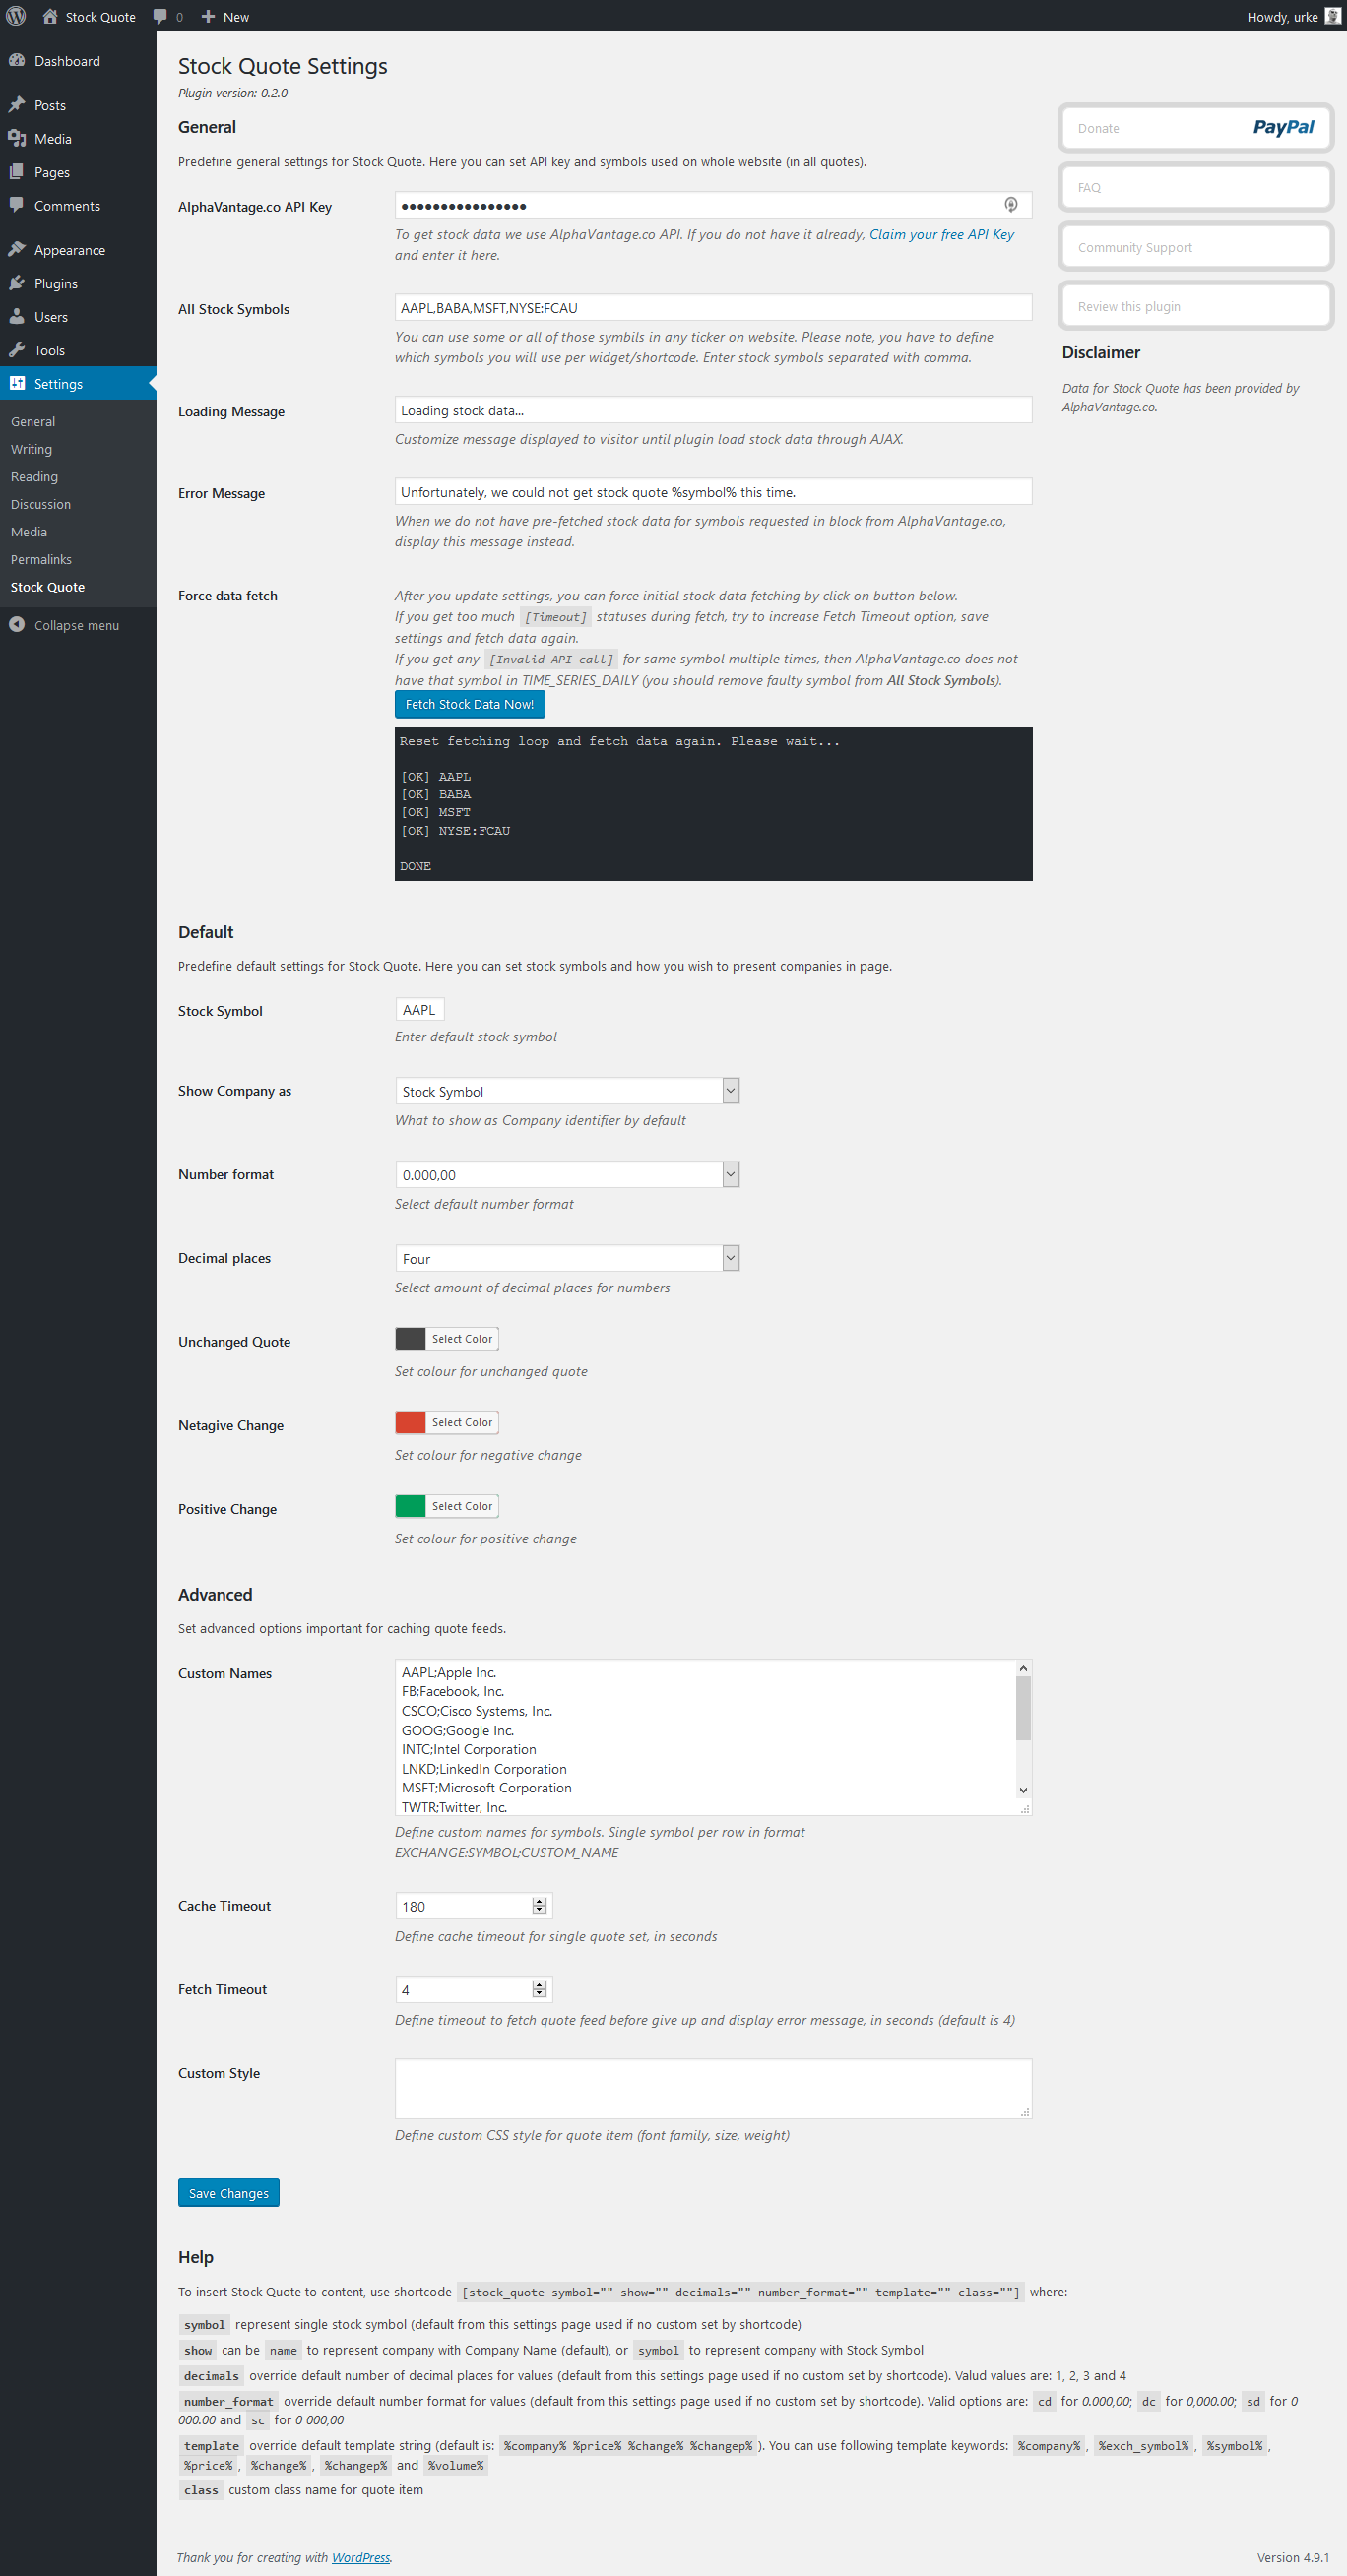 Stock Quote 0 New Howdy, urke
Dashboard
Posts
Media
Pages
Comments
Appearance
Plugins
Users
Tools
Settings
General
Writing
Reading
Discussion
Media
Permalinks
Stock Quote
Collapse menu
Stock Quote Settings
Plugin version: 0.2.0
General
Predefine general settings for Stock Quote. Here you can set API key and symbols used on whole website (in all quotes).
AlphaVantage.co API Key
●●●●●●●●●●●●●●●●
To get stock data we use AlphaVantage.co API. If you do not have it already, Claim your free API Key
and enter it here.
All Stock Symbols
AAPL,BABA,MSFT,NYSE:FCAU
You can use some or all of those symbils in any ticker on website. Please note, you have to define
which symbols you will use per widget/shortcode. Enter stock symbols separated with comma.
Loading Message
Loading stock data...
Customize message displayed to visitor until plugin load stock data through AJAX.
Error Message
Unfortunately, we could not get stock quote %symbol% this time.
When we do not have pre-fetched stock data for symbols requested in block from AlphaVantage.co,
display this message instead.
Force data fetch
After you update settings, you can force initial stock data fetching by click on button below.
If you get too much [Timeout] statuses during fetch, try to increase Fetch Timeout option, save
settings and fetch data again.
If you get any [Invalid API call] for same symbol multiple times, then AlphaVantage.co does not
have that symbol in TIME_SERIES_DAILY (you should remove faulty symbol from All Stock Symbols).
Fetch Stock Data Now!
Reset fetching loop and fetch data again. Please wait...
[OK] AAPL
[OK] BABA
[OK] MSFT
[OK] NYSE:FCAU
DONE
Donate PayPal
FAQ
Community Support
Review this plugin
Disclaimer
Data for Stock Quote has been provided by
AlphaVantage.co.
Default
Predefine default settings for Stock Quote. Here you can set stock symbols and how you wish to present companies in page.
Stock Symbol
AAPL
Enter default stock symbol
Show Company as
Stock Symbol
What to show as Company identifier by default
Number format
0.000,00
Select default number format
Decimal places
Four
Select amount of decimal places for numbers
Unchanged Quote
Select Color
Set colour for unchanged quote
Netagive Change
Select Color
Set colour for negative change
Positive Change
Select Color
Set colour for positive change
Advanced
Set advanced options important for caching quote feeds.
Custom Names
AAPL;Apple Inc.
FB;Facebook, Inc.
CSCO;Cisco Systems, Inc.
GOOG;Google Inc.
INTC;Intel Corporation
LNKD;LinkedIn Corporation
MSFT;Microsoft Corporation
TWTR;Twitter, Inc.
Define custom names for symbols. Single symbol per row in format
EXCHANGE:SYMBOL;CUSTOM_NAME
Cache Timeout
180
Define cache timeout for single quote set, in seconds
Fetch Timeout
4
Define timeout to fetch quote feed before give up and display error message, in seconds (default is 4)
Custom Style
Define custom CSS style for quote item (font family, size, weight)
Save Changes
Help
To insert Stock Quote to content, use shortcode [stock_quote symbol="" show="" decimals="" number_format="" template="" class=""] where:
symbol represent single stock symbol (default from this settings page used if no custom set by shortcode)
show can be name to represent company with Company Name (default), or symbol to represent company with Stock Symbol
decimals override default number of decimal places for values (default from this settings page used if no custom set by shortcode). Valud values are: 1, 2, 3 and 4
number_format override default number format for values (default from this settings page used if no custom set by shortcode). Valid options are: cd for 0.000,00; dc for 0,000.00; sd for 0
000.00 and sc for 0 000,00
template override default template string (default is: %company% %price% %change% %changep%). You can use following template keywords: %company%, %exch_symbol%, %symbol%,
%price%, %change%, %changep% and %volume%
class custom class name for quote item
Thank you for creating with WordPress.
Version 4.9.1